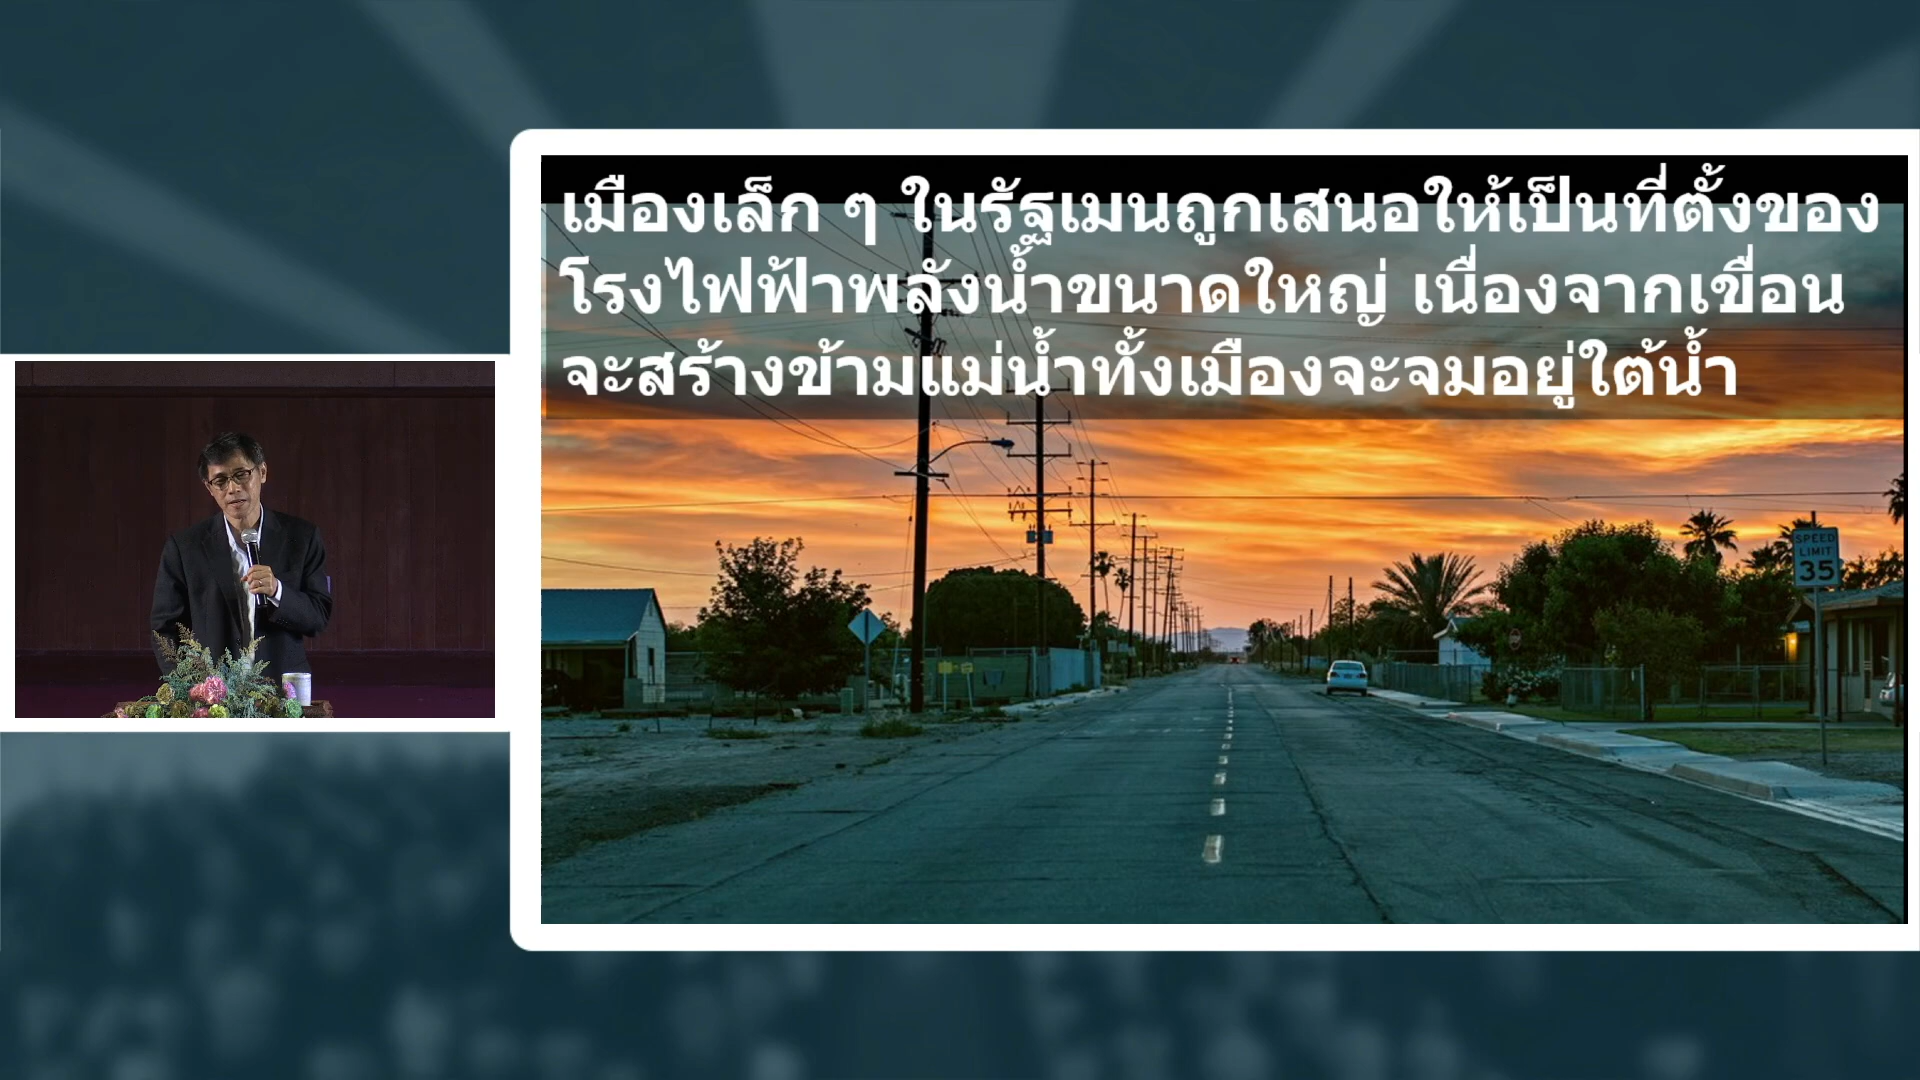 เมืองเล็ก ๆ ในรัฐเมนถูกเสนอให้เป็นที่ตั้งของ
โรงไฟฟ้าพลังน้ำขนาดใหญ่ เนื่องจากเขื่อน
จะสร้างข้ามแม่น้ำทั้งเมืองจะจมอยู่ใต้น้ำ
SPEED
LIMIT
35